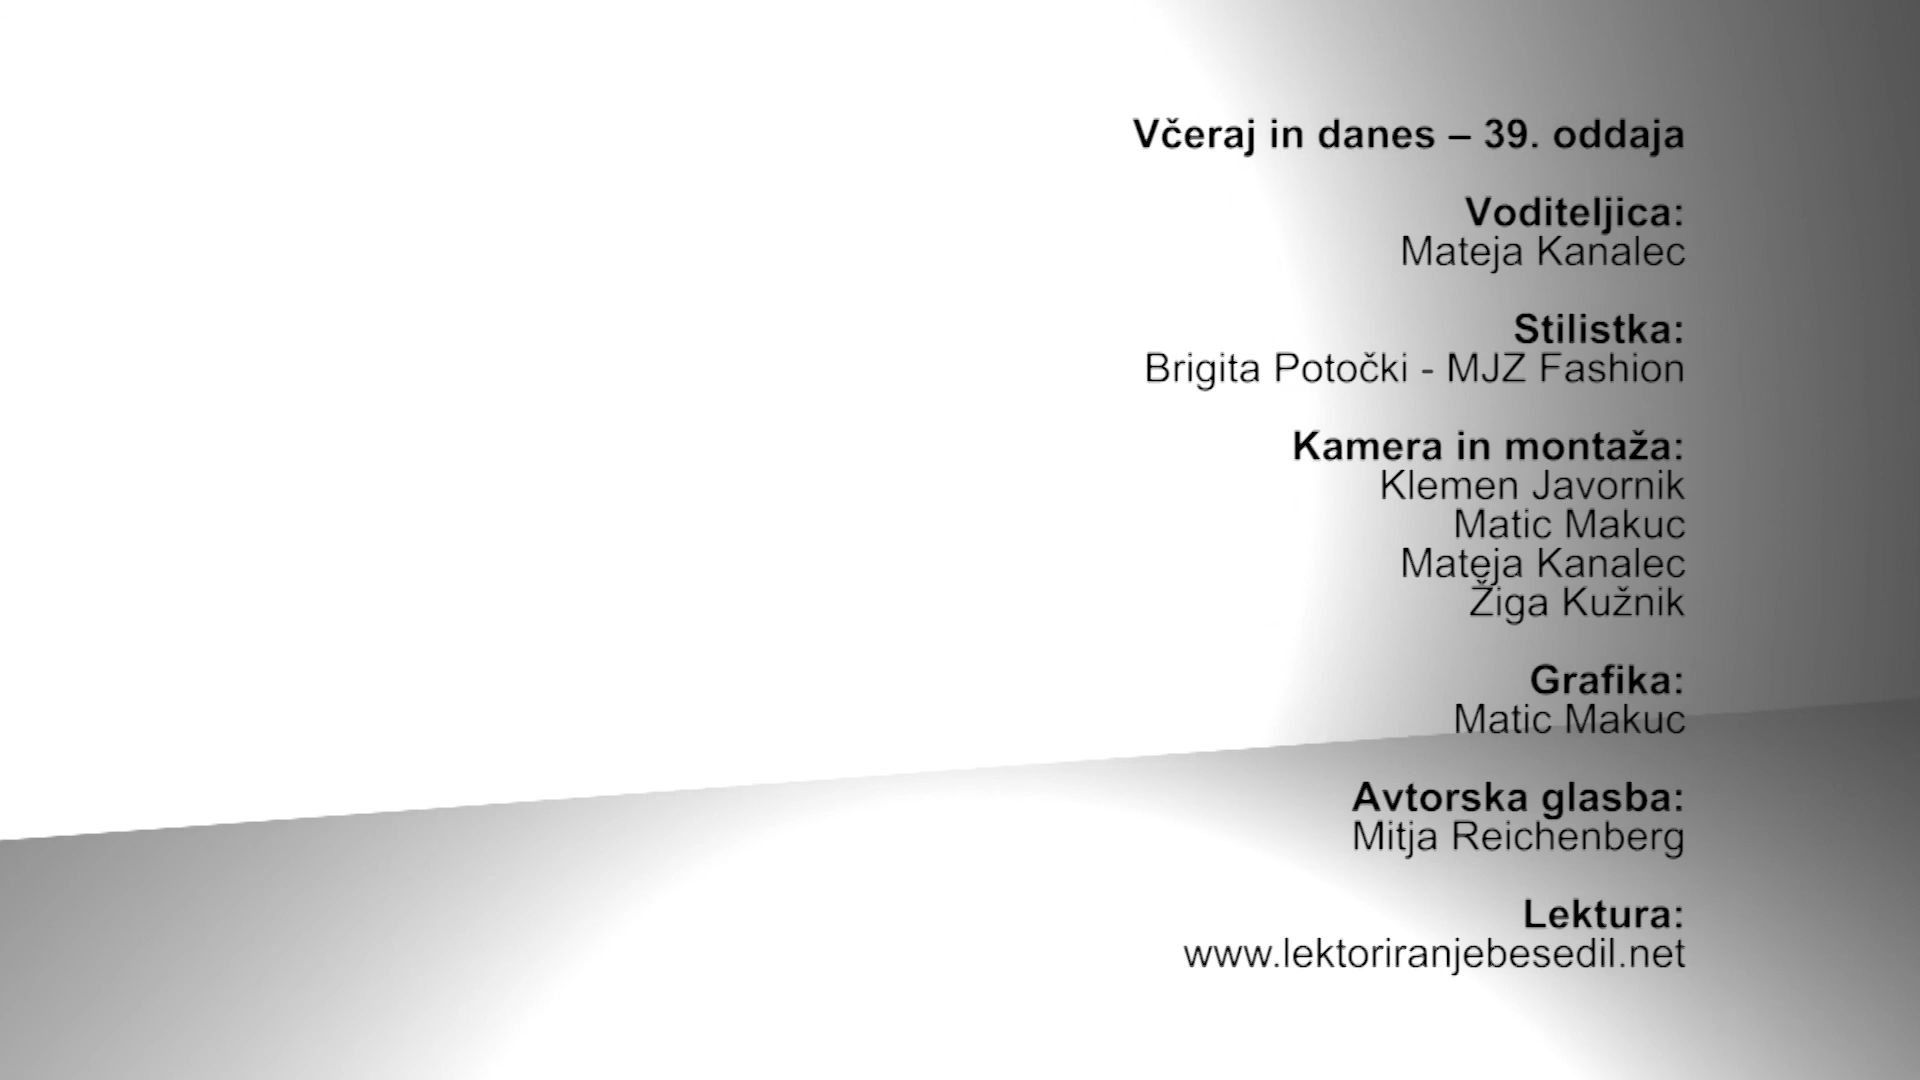 Včeraj in danes – 39. oddaja
Voditeljica:
Mateja Kanalec
Stilistka:
Brigita Potočki - MJZ Fashion
Kamera in montaža:
Klemen Javornik
Matic Makuc
Mateja Kanalec
Žiga Kužnik
Grafika:
Matic Makuc
Avtorska glasba:
Mitja Reichenberg
Lektura:
www.lektoriranjebesedil.net